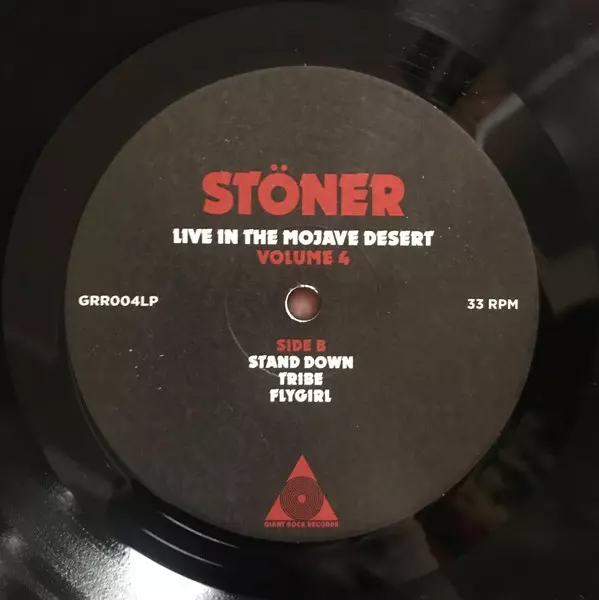 STÖNER
LIVE IN THE MOJAVE DESERT
VOLUME 4
GRR004LP
33 RPM
SIDE B
STAND DOWN
TRIBE
FLYGIRL
GIANT ROCK RECORDS